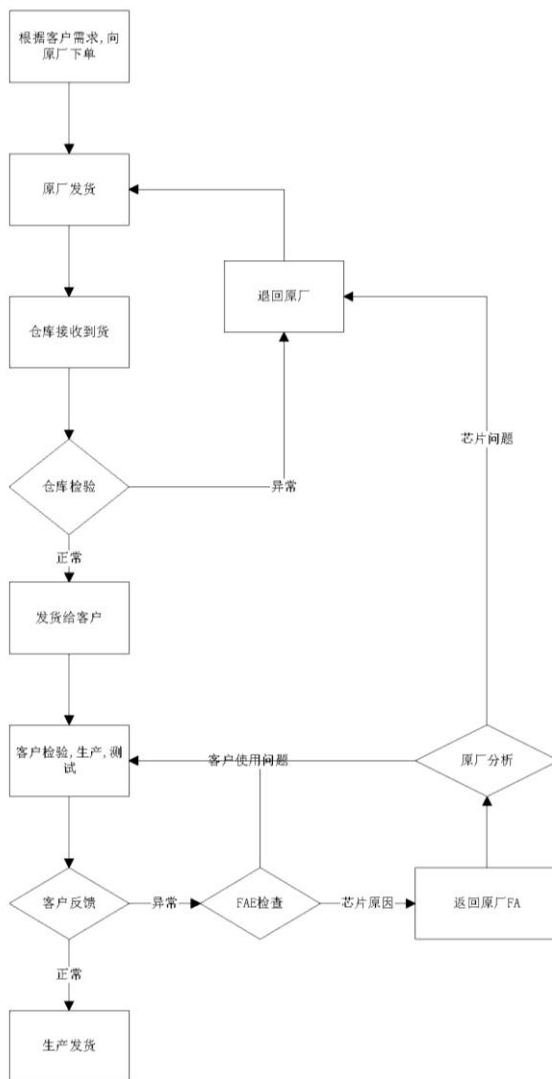 根据客户需求,向
原厂下单
原厂发货
退回原厂
仓库接收到货
芯片问题
仓库检验
异常
正常
发货给客户
客户检验,生产,测
试
客户使用问题
原厂分析
客户反馈
异常
FAE检查
芯片原因
返回原厂FA
正常
生产发货